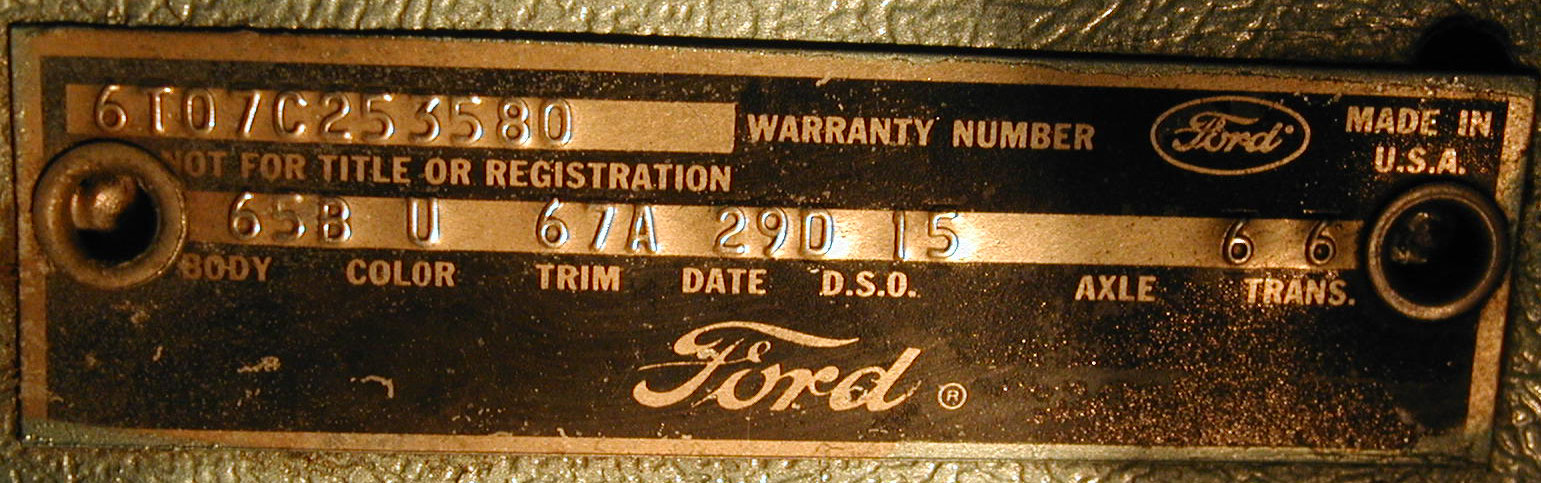 6T07C253580 WARRANTY NUMBER Ford MADE IN
U.S.A.
NOT FOR TITLE OR REGISTRATION
65B U 67A 29D 15 6 6
BODY COLOR TRIM DATE D.S.O. AXLE TRANS.
Ford ®